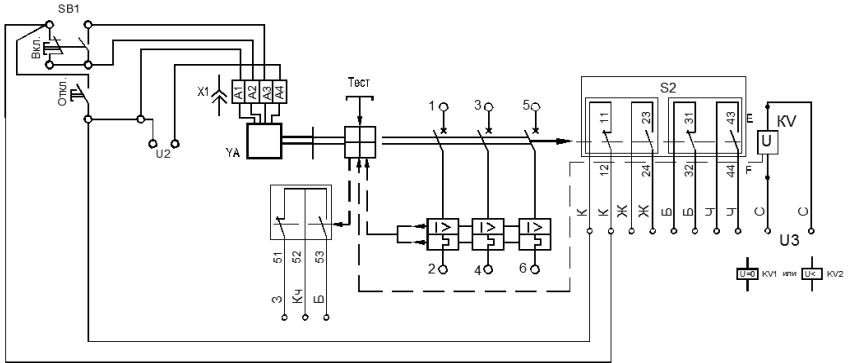 SB1
Вкл.
Откл.
U2
X1
A1 A2 A3 A4
YA
Тест
1 3 5
I> I> I>
2 4 6
51 52 53
З Кч Б
S2
11 23 31 43
12 24 32 44
E
F
U
KV
К К Ж Ж Б Б Ч Ч С С
U3
U=0 KV1 или U< KV2